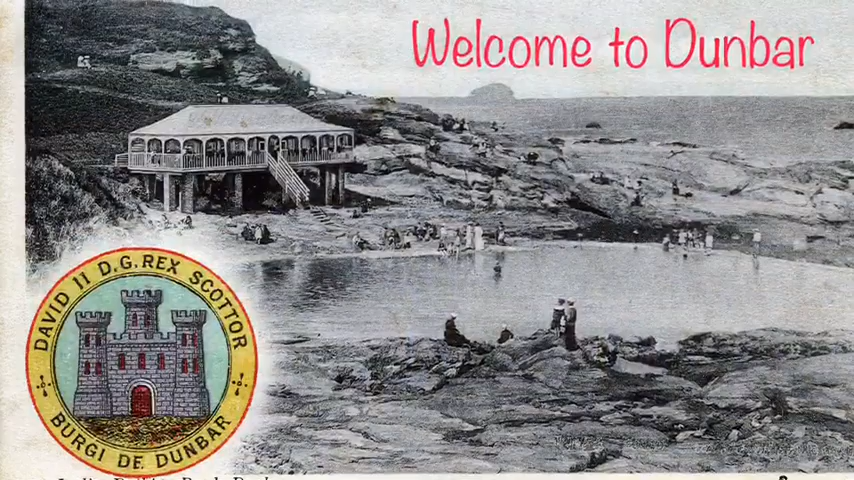 Welcome to Dunbar
DAVID II D.G. REX SCOTTOR
BURGI DE DUNBAR